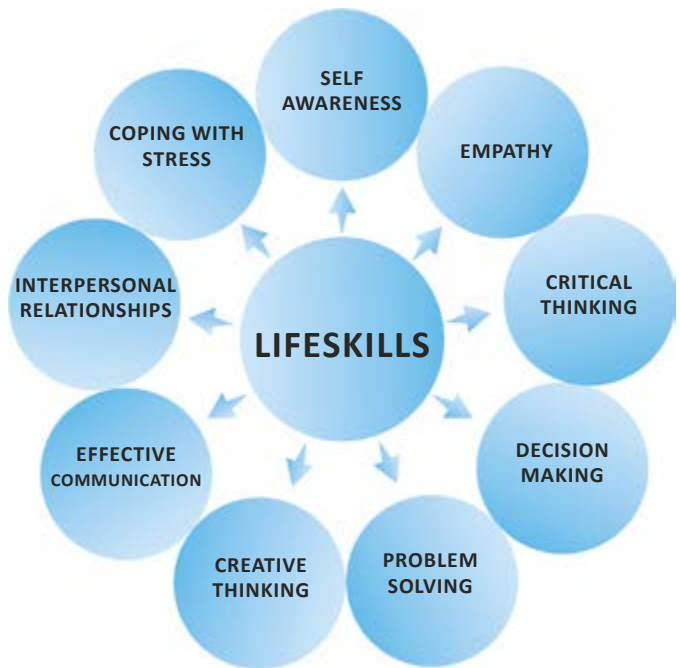 SELF
AWARENESS
EMPATHY
CRITICAL
THINKING
DECISION
MAKING
PROBLEM
SOLVING
CREATIVE
THINKING
EFFECTIVE
COMMUNICATION
INTERPERSONAL
RELATIONSHIPS
COPING WITH
STRESS
LIFESKILLS